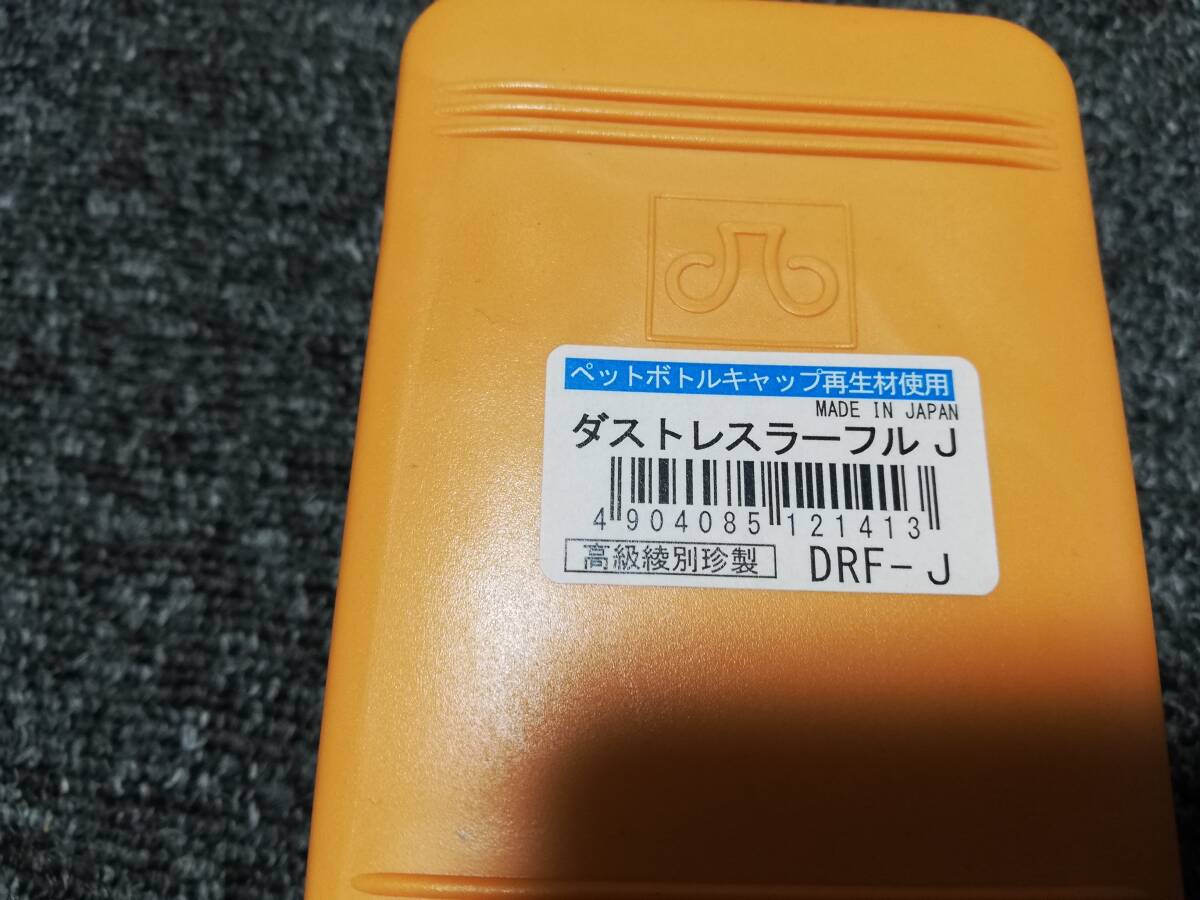 ペットボトルキャップ再生材使用
MADE IN JAPAN
ダストレスラーフル J
4 904085 121413
高級綾別珍製 DRF-J